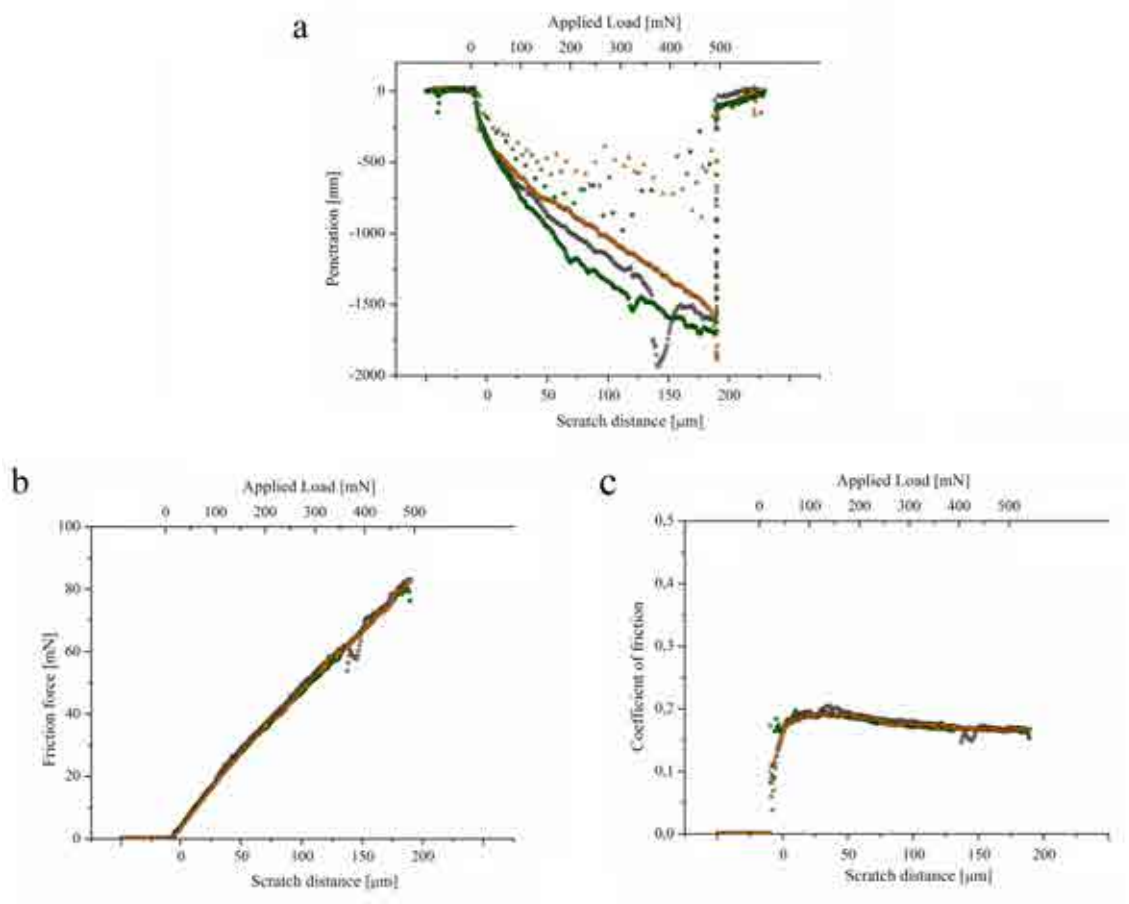 a
Applied Load [mN]
0 100 200 300 400 500
Penetration [nm]
0
-500
-1000
-1500
-2000
0 50 100 150 200
Scratch distance [μm]
b
Applied Load [mN]
0 100 200 300 400 500
Friction force [mN]
100
80
60
40
20
0
0 50 100 150 200
Scratch distance [μm]
c
Applied Load [mN]
0 100 200 300 400 500
Coefficient of friction
0,5
0,4
0,3
0,2
0,1
0,0
0 50 100 150 200
Scratch distance [μm]